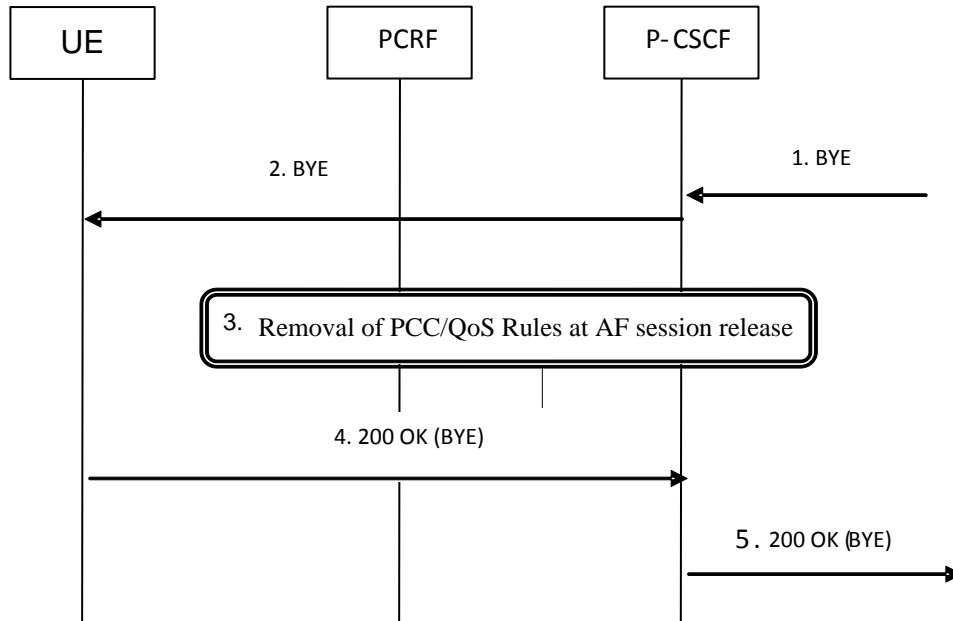 UE
PCRF
P-CSCF
1. BYE
2. BYE
3. Removal of PCC/QoS Rules at AF session release
4. 200 OK (BYE)
5. 200 OK (BYE)